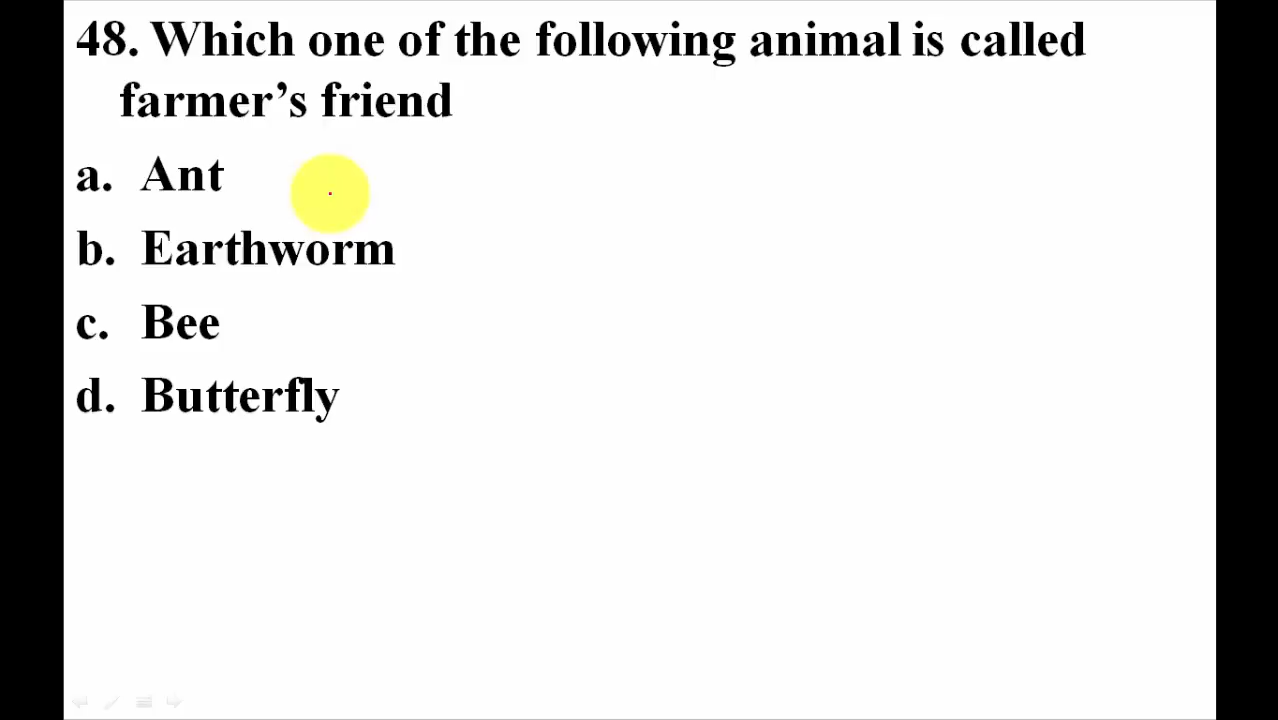 48. Which one of the following animal is called
farmer’s friend
a. Ant
b. Earthworm
c. Bee
d. Butterfly